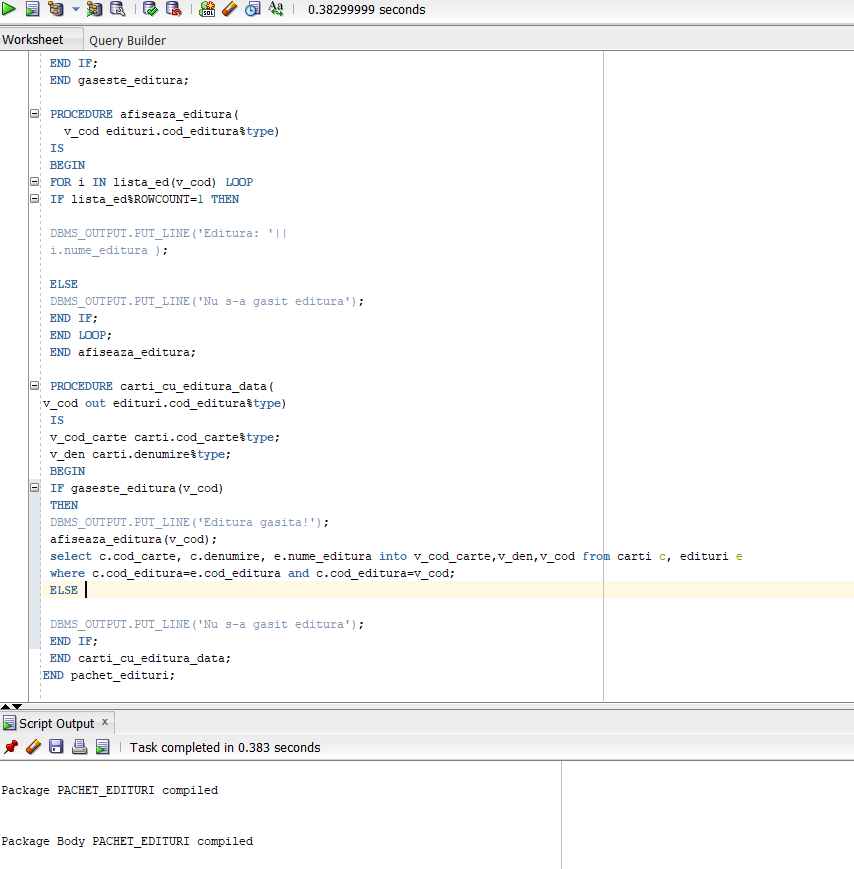 0.38299999 seconds
Worksheet Query Builder
END IF;
END gaseste_editura;
PROCEDURE afiseaza_editura(
v_cod edituri.cod_editura%type)
IS
BEGIN
FOR i IN lista_ed(v_cod) LOOP
IF lista_ed%ROWCOUNT=1 THEN
DBMS_OUTPUT.PUT_LINE('Editura: '||
i.nume_editura );
ELSE
DBMS_OUTPUT.PUT_LINE('Nu s-a gasit editura');
END IF;
END LOOP;
END afiseaza_editura;
PROCEDURE carti_cu_editura_data(
v_cod out edituri.cod_editura%type)
IS
v_cod_carte carti.cod_carte%type;
v_den carti.denumire%type;
BEGIN
IF gaseste_editura(v_cod)
THEN
DBMS_OUTPUT.PUT_LINE('Editura gasita!');
afiseaza_editura(v_cod);
select c.cod_carte, c.denumire, e.nume_editura into v_cod_carte,v_den,v_cod from carti c, edituri e
where c.cod_editura=e.cod_editura and c.cod_editura=v_cod;
ELSE
DBMS_OUTPUT.PUT_LINE('Nu s-a gasit editura');
END IF;
END carti_cu_editura_data;
END pachet_edituri;
Script Output x
Task completed in 0.383 seconds
Package PACHET_EDITURI compiled
Package Body PACHET_EDITURI compiled